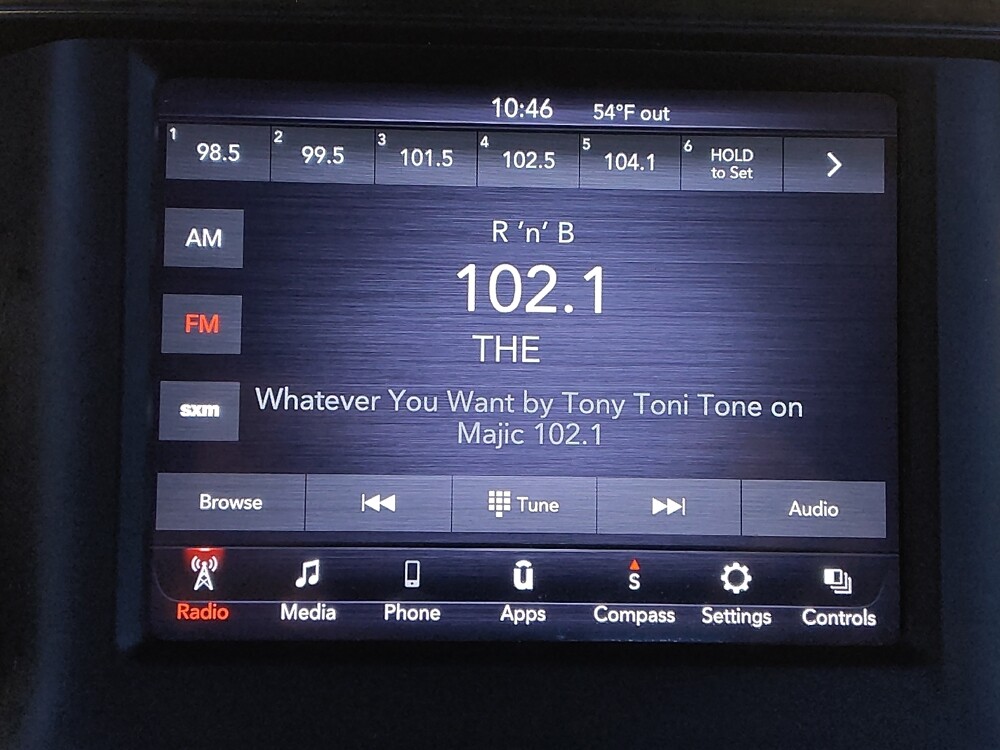 10:46 54°F out
1 98.5 2 99.5 3 101.5 4 102.5 5 104.1 6 HOLD
to Set
AM
R 'n' B
102.1
FM
THE
sxm
Whatever You Want by Tony Toni Tone on
Majic 102.1
Browse Tune Audio
S
Radio Media Phone Apps Compass Settings Controls